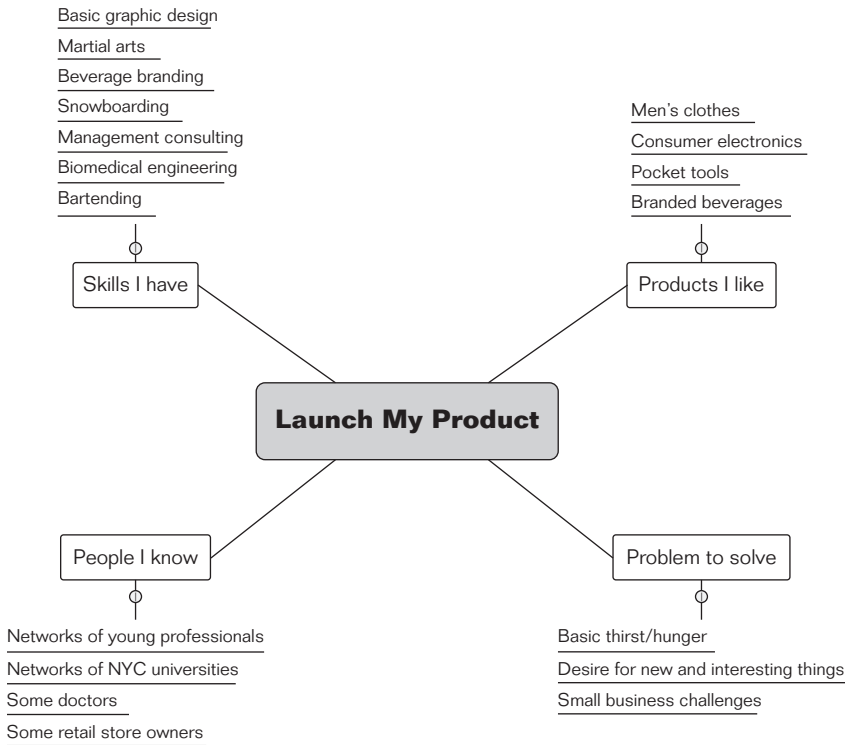 Basic graphic design
Martial arts
Beverage branding
Snowboarding
Management consulting
Biomedical engineering
Bartending
Skills I have
Men's clothes
Consumer electronics
Pocket tools
Branded beverages
Products I like
Launch My Product
People I know
Networks of young professionals
Networks of NYC universities
Some doctors
Some retail store owners
Problem to solve
Basic thirst/hunger
Desire for new and interesting things
Small business challenges